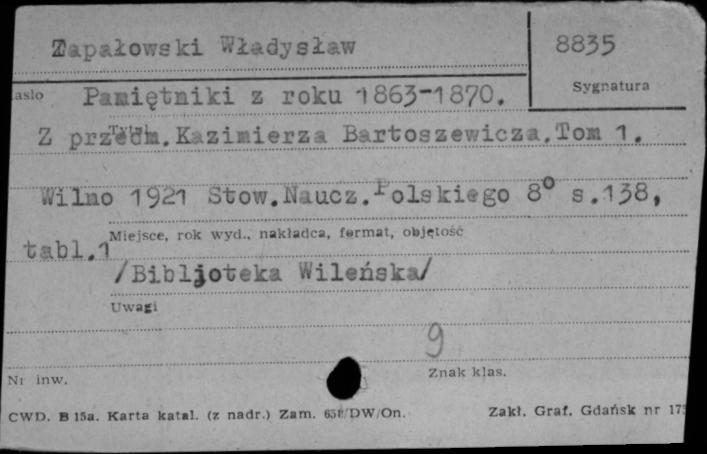 Zapałowski Władysław
8835
Sygnatura
asło Pamiętniki z roku 1863-1870.
Z przedm. Kazimierza Bartoszewicza. Tom 1.
Wilno 1921 Stow. Naucz. Polskiego 8° s.138,
Miejsce, rok wyd., nakładca, format, objętość
tabl.1
/Bibljoteka Wileńska/
Uwagi
9
Nr inw.
Znak klas.
CWD. B 15a. Karta katal. (z nadr.) Zam. /DW/On.
Zakł. Graf. Gdańsk nr